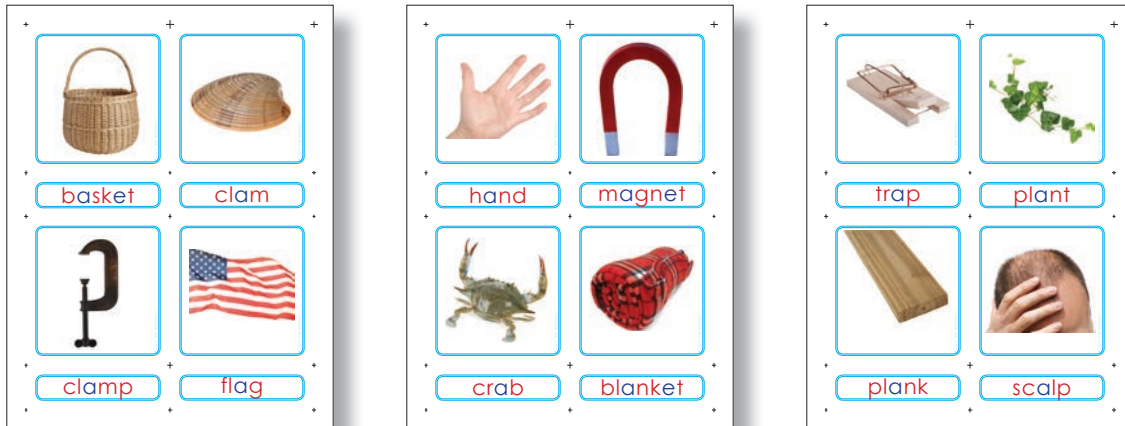 basket clam
clamp flag
hand magnet
crab blanket
trap plant
plank scalp